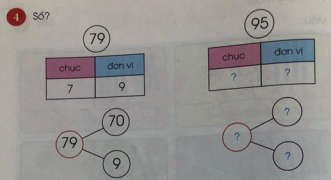 4 Số?
79 95
chục đơn vị chục đơn vị
7 9 ? ?
70 ?
79 ?
9 ?